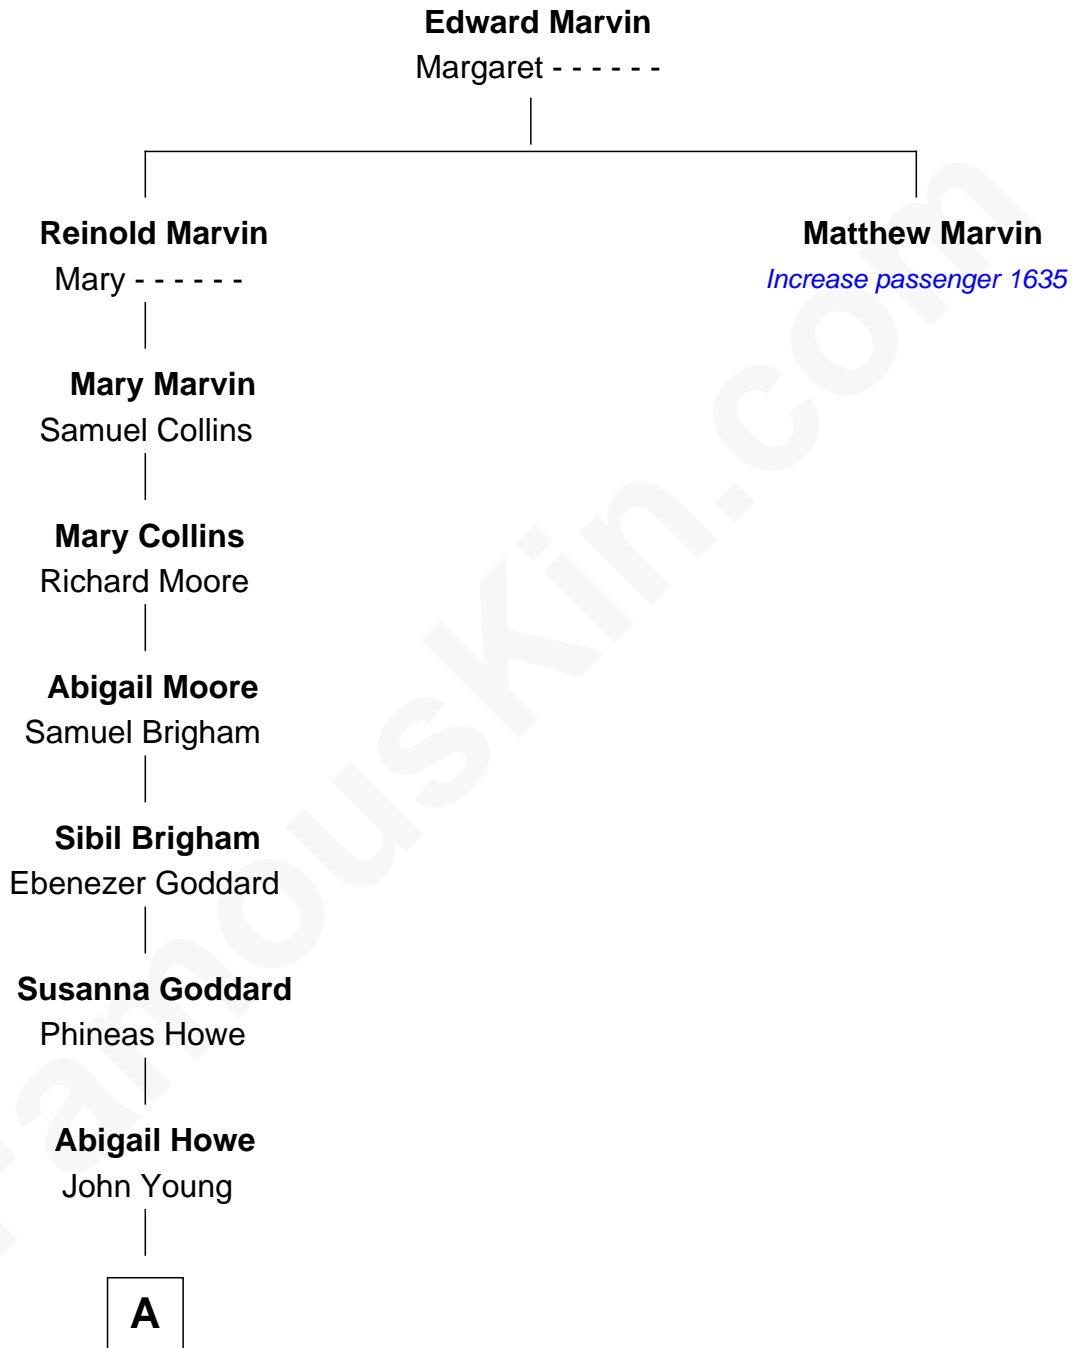 Edward Marvin
Margaret - - - - - -
Reinold Marvin
Matthew Marvin
Mary - - - - - -
Increase passenger 1635
Mary Marvin
Samuel Collins
Mary Collins
Richard Moore
Abigail Moore
Samuel Brigham
Sibil Brigham
Ebenezer Goddard
Susanna Goddard
Phineas Howe
Abigail Howe
John Young
A
FamousKin.com